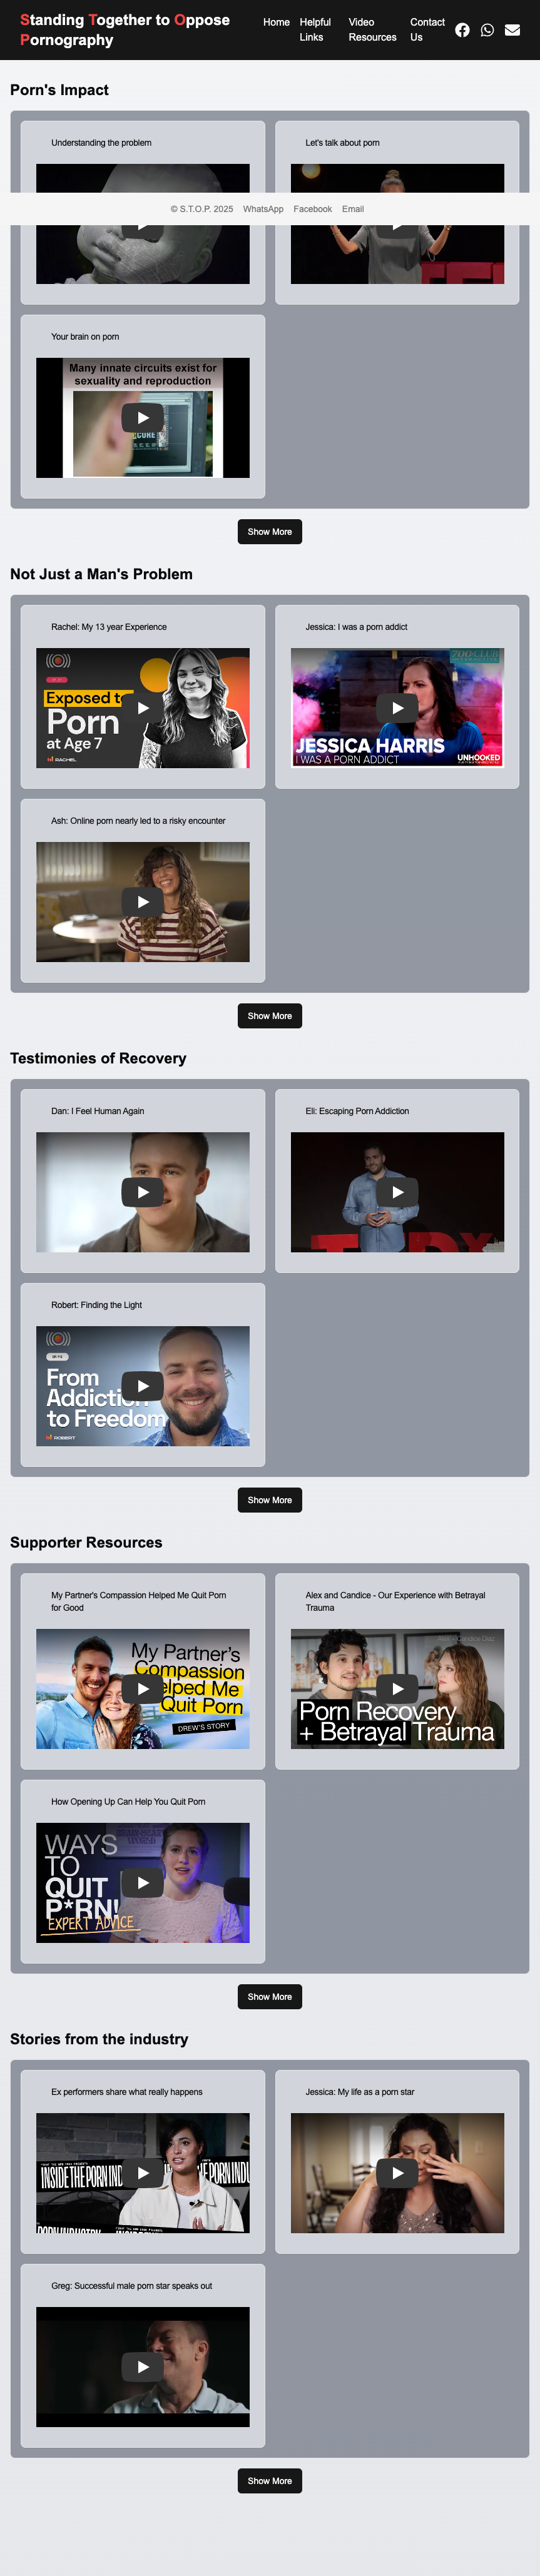 Standing Together to Oppose
Pornography
Home
Helpful
Links
Video
Resources
Contact
Us
Porn's Impact
Understanding the problem
Let's talk about porn
© S.T.O.P. 2025 WhatsApp Facebook Email
Your brain on porn
Many innate circuits exist for
sexuality and reproduction
Show More
Not Just a Man's Problem
Rachel: My 13 year Experience
Jessica: I was a porn addict
Exposed to
Porn
at Age 7
RACHEL
700 CLUB
JESSICA HARRIS
I WAS A PORN ADDICT
UNHOOKED
Ash: Online porn nearly led to a risky encounter
Show More
Testimonies of Recovery
Dan: I Feel Human Again
Eli: Escaping Porn Addiction
Robert: Finding the Light
From
Addiction
to Freedom
ROBERT
Show More
Supporter Resources
My Partner's Compassion Helped Me Quit Porn
for Good
Alex and Candice - Our Experience with Betrayal
Trauma
My Partner's
Compassion
Helped Me
Quit Porn
DREW'S STORY
Porn Recovery
+ Betrayal Trauma
How Opening Up Can Help You Quit Porn
WAYS
TO
QUIT
P*RN!
EXPERT ADVICE
Show More
Stories from the industry
Ex performers share what really happens
Jessica: My life as a porn star
INSIDE THE PORN INDU
Greg: Successful male porn star speaks out
Show More